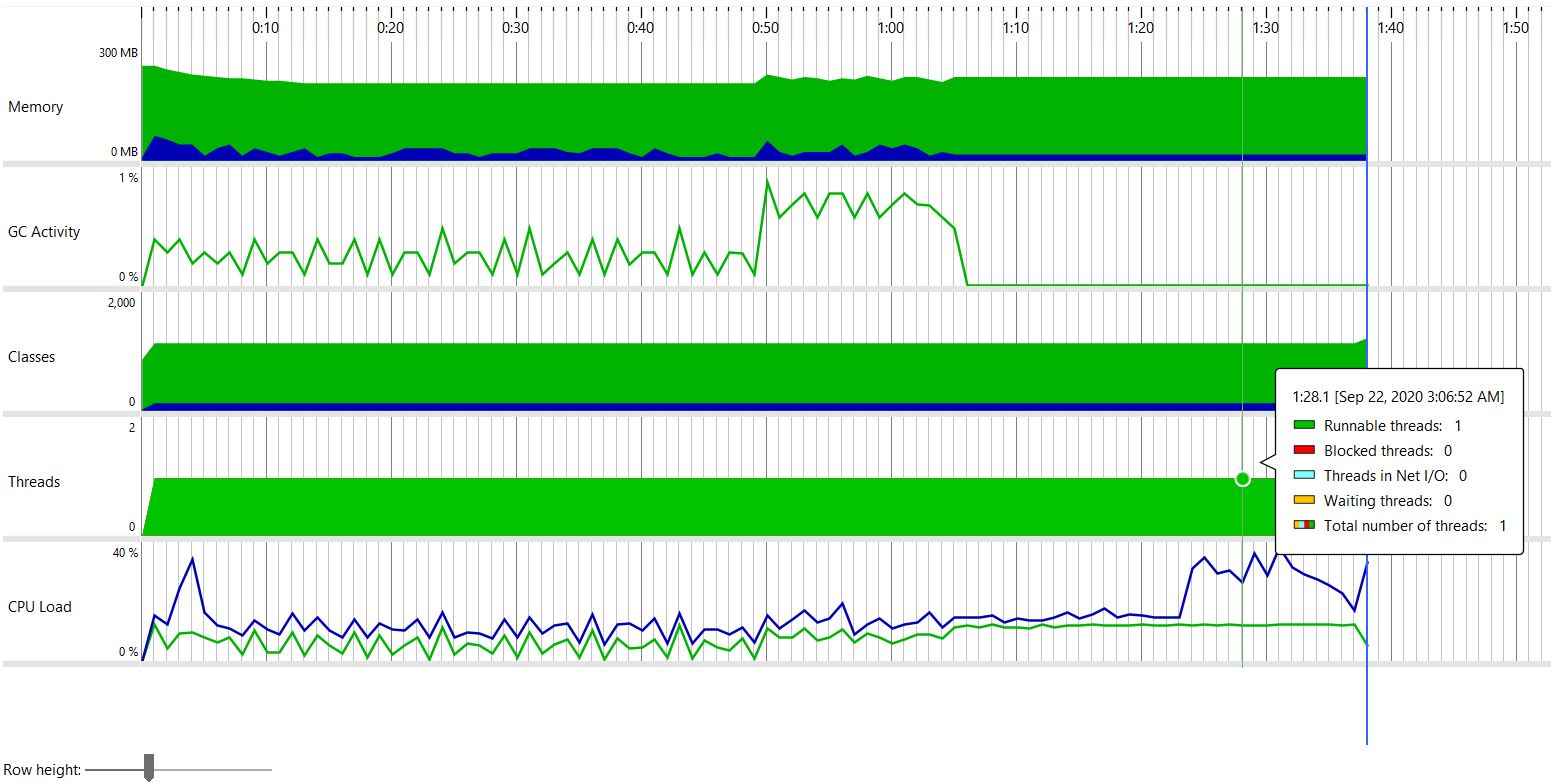 0:10 0:20 0:30 0:40 0:50 1:00 1:10 1:20 1:30 1:40 1:50
300 MB
Memory
0 MB
1 %
GC Activity
0 %
2,000
Classes
0
1:28.1 [Sep 22, 2020 3:06:52 AM]
Runnable threads: 1
Blocked threads: 0
Threads in Net I/O: 0
Waiting threads: 0
Total number of threads: 1
2
Threads
0
40 %
CPU Load
0 %
Row height: